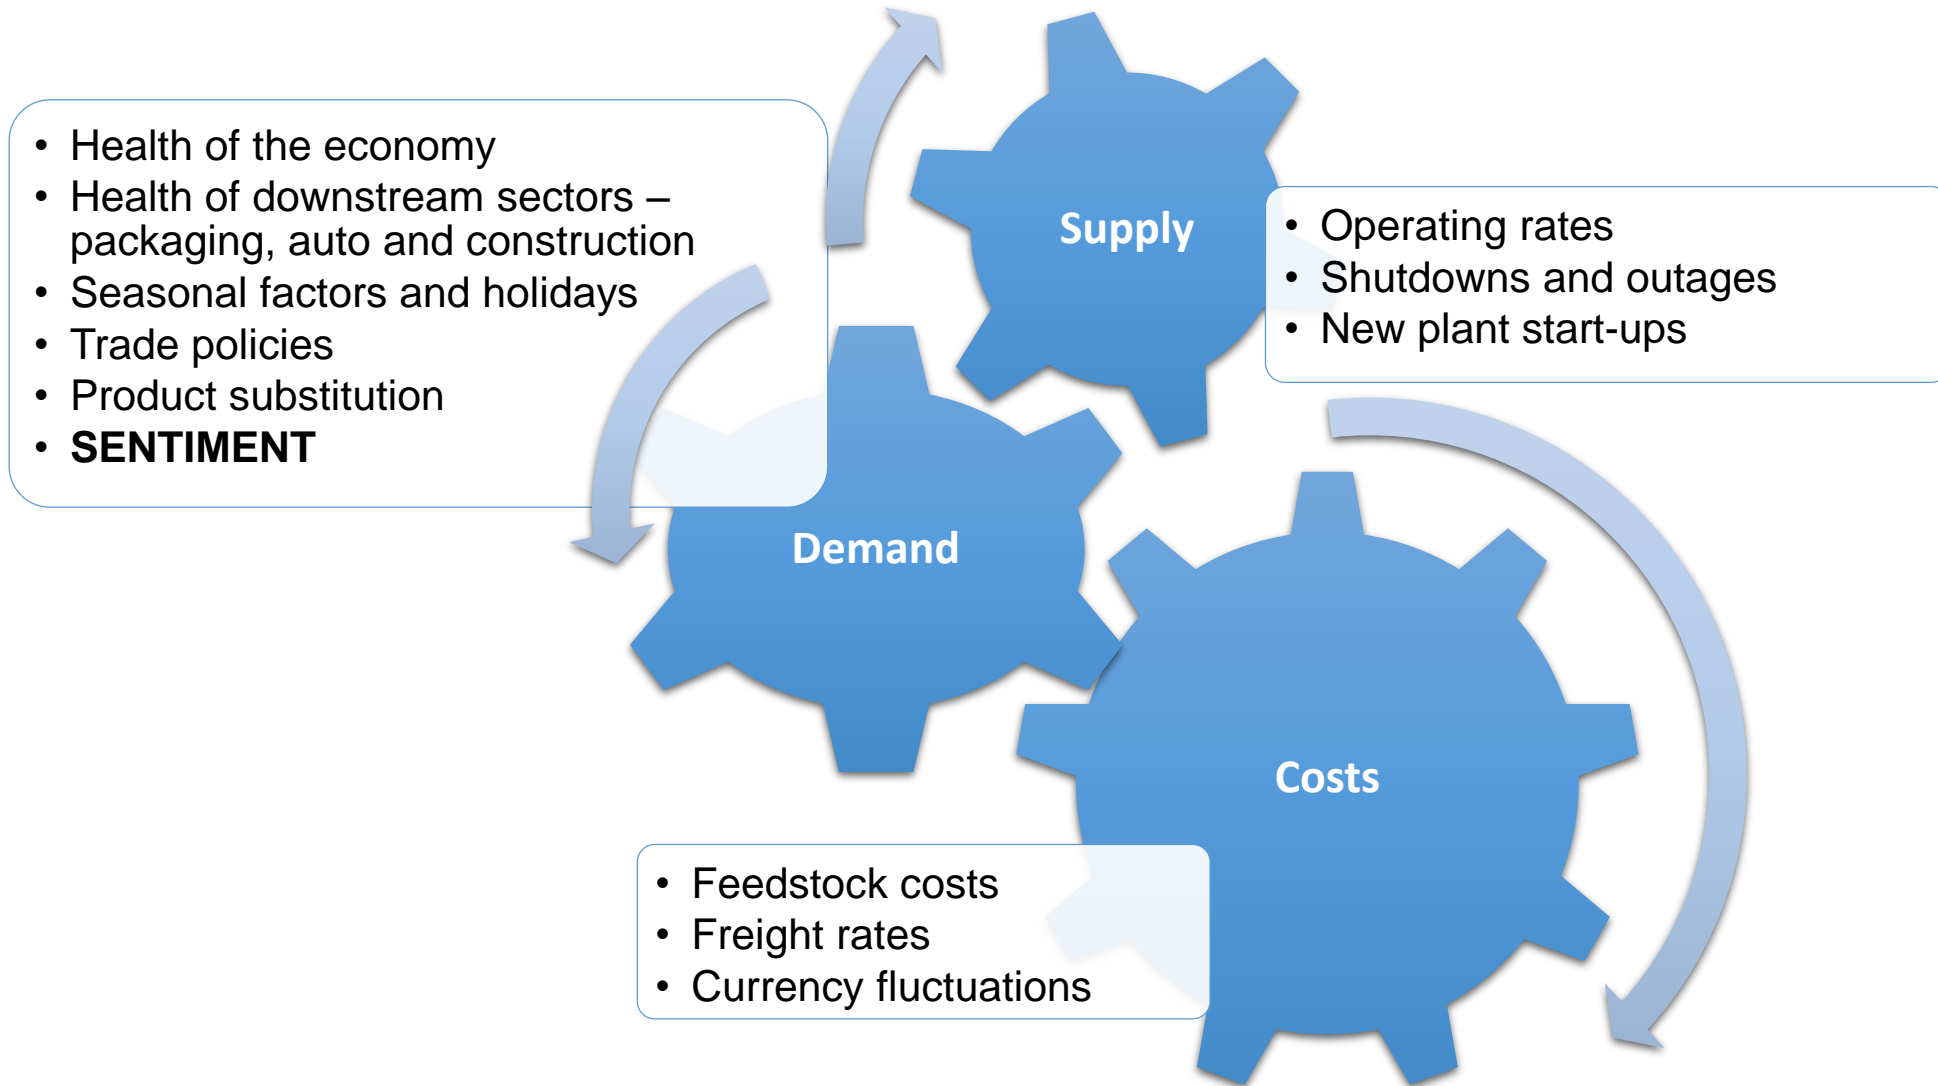 • Health of the economy
• Health of downstream sectors –
packaging, auto and construction
• Seasonal factors and holidays
• Trade policies
• Product substitution
• SENTIMENT
Supply
• Operating rates
• Shutdowns and outages
• New plant start-ups
Demand
Costs
• Feedstock costs
• Freight rates
• Currency fluctuations